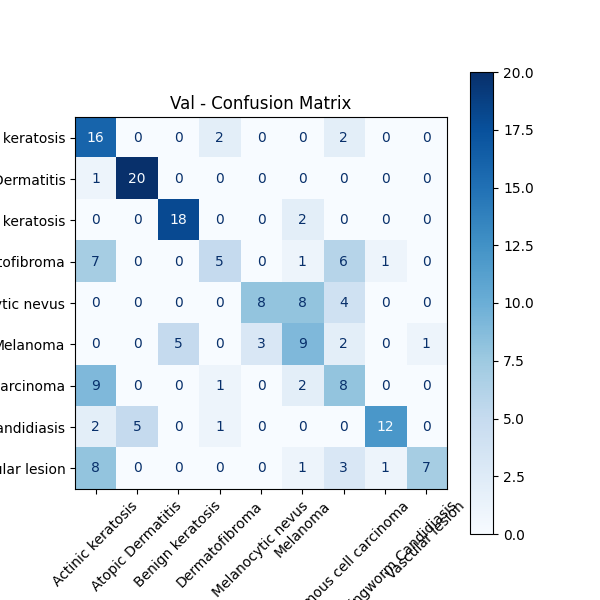 Val - Confusion Matrix
keratosis 16 0 0 2 0 0 2 0 0
Dermatitis 1 20 0 0 0 0 0 0 0
keratosis 0 0 18 0 0 2 0 0 0
tofibroma 7 0 0 5 0 1 6 1 0
tic nevus 0 0 0 0 8 8 4 0 0
Melanoma 0 0 5 0 3 9 2 0 1
arcinoma 9 0 0 1 0 2 8 0 0
andidiasis 2 5 0 1 0 0 0 12 0
lar lesion 8 0 0 0 0 1 3 1 7
Actinic keratosis
Atopic Dermatitis
Benign keratosis
Dermatofibroma
Melanocytic nevus
Melanoma
mous cell carcinoma
ngworm Candidiasis
Vascular lesion
20.0
17.5
15.0
12.5
10.0
7.5
5.0
2.5
0.0